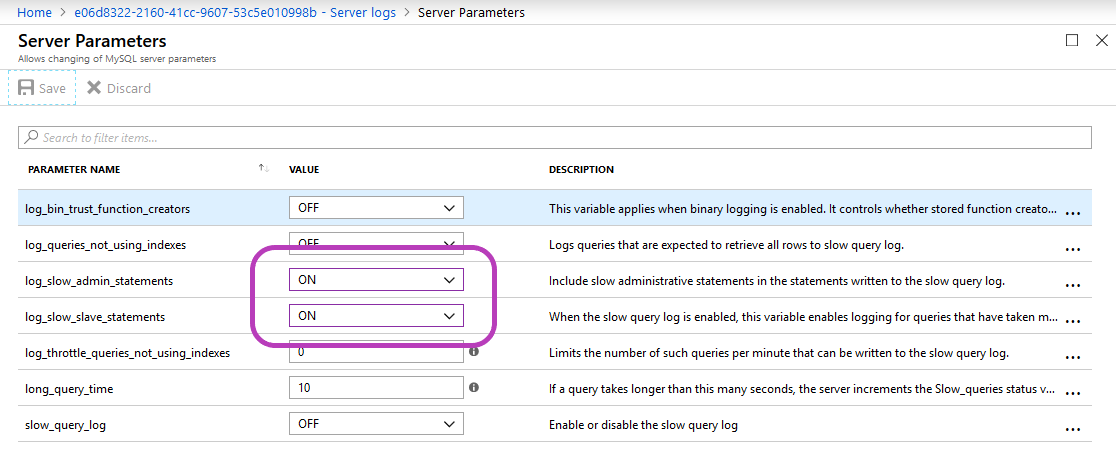 Home > e06d8322-2160-41cc-9607-53c5e010998b - Server logs > Server Parameters
Server Parameters
Allows changing of MySQL server parameters
Save Discard
Search to filter items...
PARAMETER NAME VALUE DESCRIPTION
log_bin_trust_function_creators OFF This variable applies when binary logging is enabled. It controls whether stored function creato... ...
log_queries_not_using_indexes OFF Logs queries that are expected to retrieve all rows to slow query log. ...
log_slow_admin_statements ON Include slow administrative statements in the statements written to the slow query log. ...
log_slow_slave_statements ON When the slow query log is enabled, this variable enables logging for queries that have taken m... ...
log_throttle_queries_not_using_indexes 0 Limits the number of such queries per minute that can be written to the slow query log. ...
long_query_time 10 If a query takes longer than this many seconds, the server increments the Slow_queries status v... ...
slow_query_log OFF Enable or disable the slow query log ...